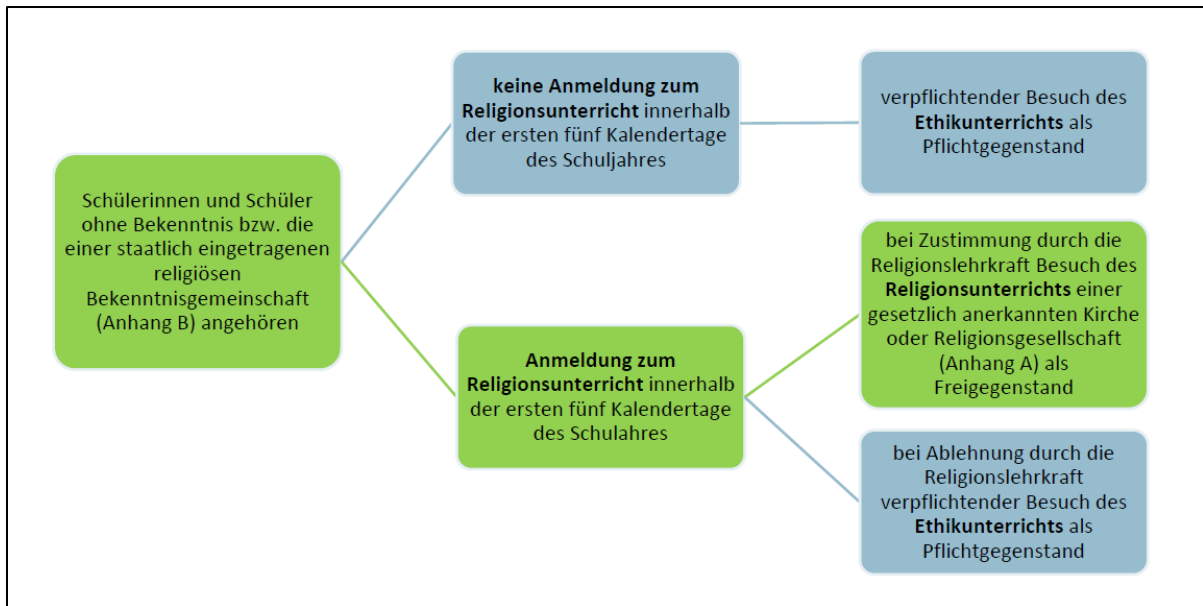 Schülerinnen und Schüler
ohne Bekenntnis bzw. die
einer staatlich eingetragenen
religiösen
Bekenntnisgemeinschaft
(Anhang B) angehören
keine Anmeldung zum
Religionsunterricht innerhalb
der ersten fünf Kalendertage
des Schuljahres
verpflichtender Besuch des
Ethikunterrichts als
Pflichtgegenstand
Anmeldung zum
Religionsunterricht innerhalb
der ersten fünf Kalendertage
des Schulahres
bei Zustimmung durch die
Religionslehrkraft Besuch des
Religionsunterrichts einer
gesetzlich anerkannten Kirche
oder Religionsgesellschaft
(Anhang A) als
Freigegenstand
bei Ablehnung durch die
Religionslehrkraft
verpflichtender Besuch des
Ethikunterrichts als
Pflichtgegenstand